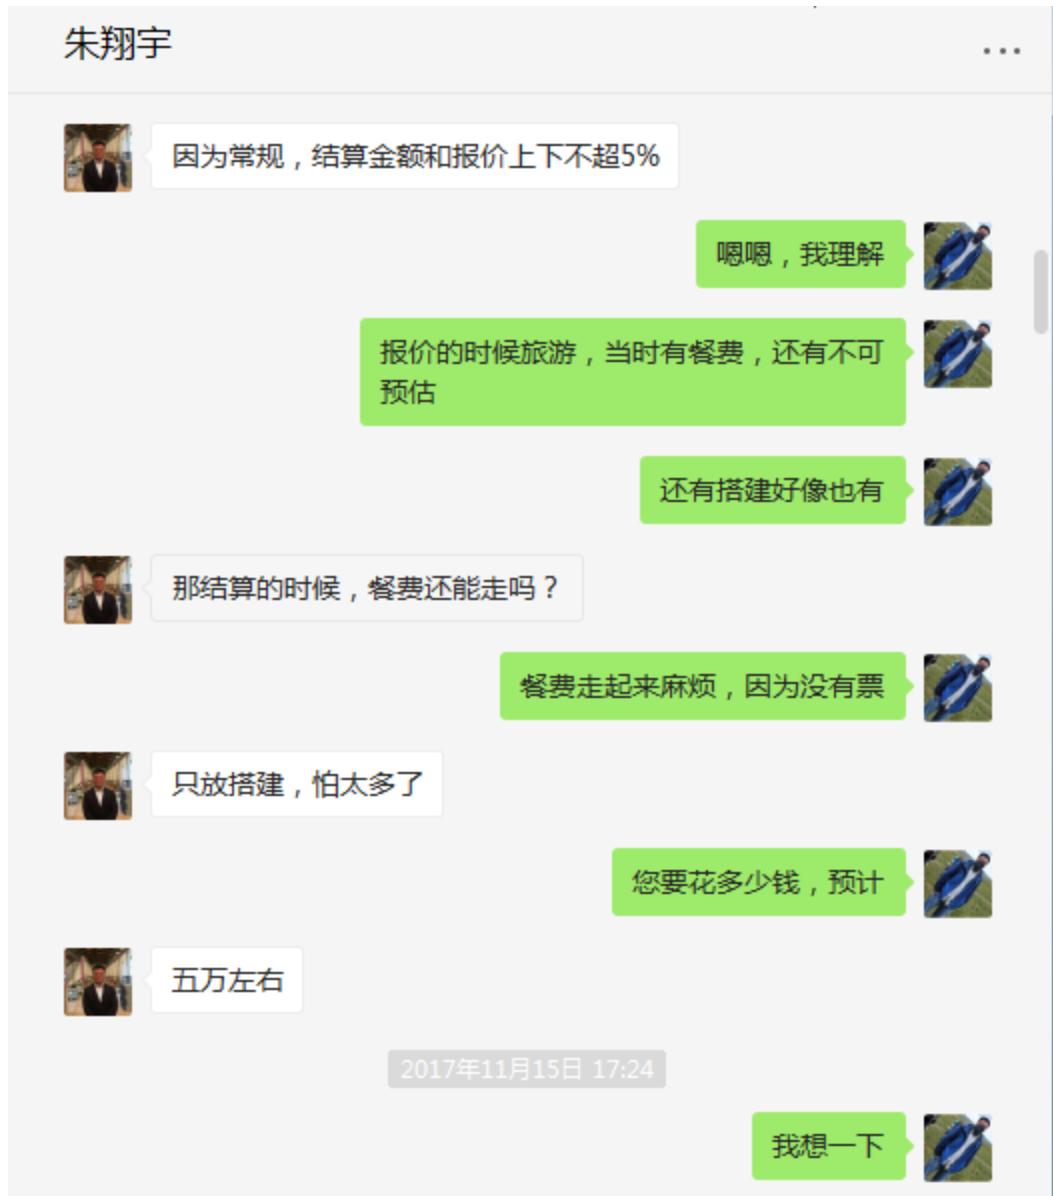 朱翔宇
因为常规，结算金额和报价上下不超5%
嗯嗯，我理解
报价的时候旅游，当时有餐费，还有不可
预估
还有搭建好像也有
那结算的时候，餐费还能走吗？
餐费走起来麻烦，因为没有票
只放搭建，怕太多了
您要花多少钱，预计
五万左右
2017年11月15日 17:24
我想一下